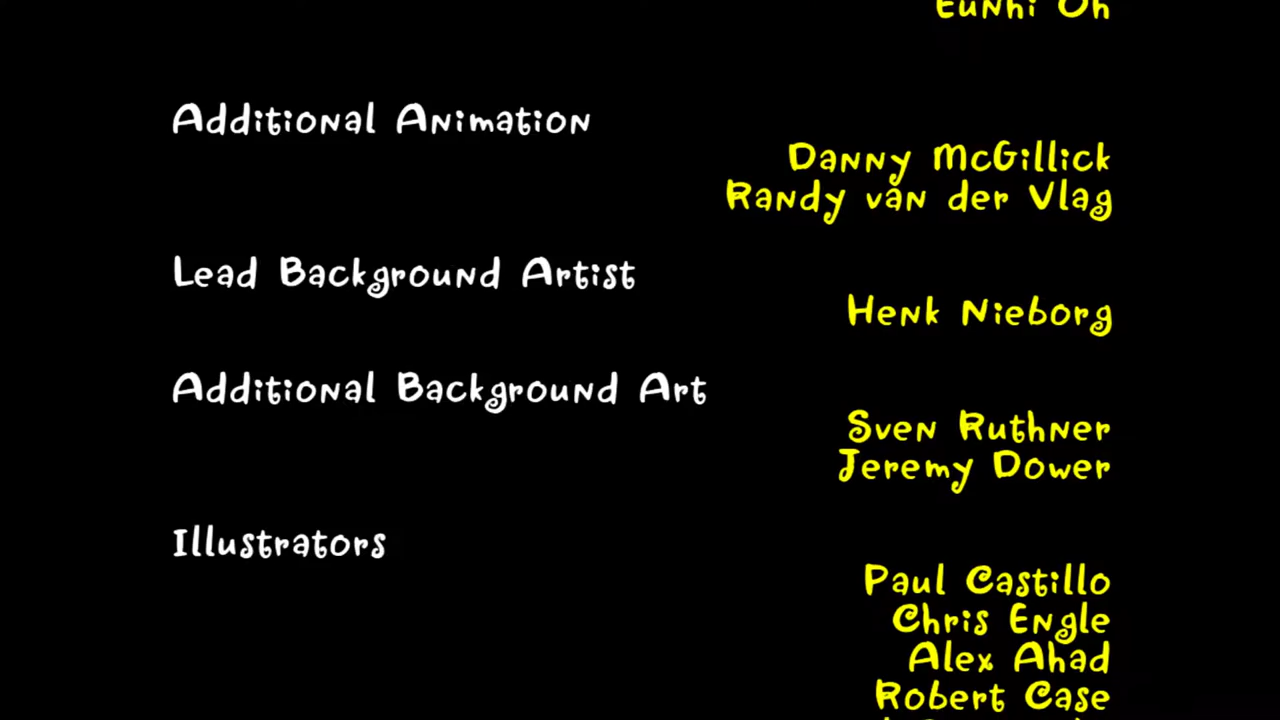 EuNhi Oh
Additional Animation
Danny McGillick
Randy van der Vlag
Lead Background Artist
Henk Nieborg
Additional Background Art
Sven Ruthner
Jeremy Dower
Illustrators
Paul Castillo
Chris Engle
Alex Ahad
Robert Case